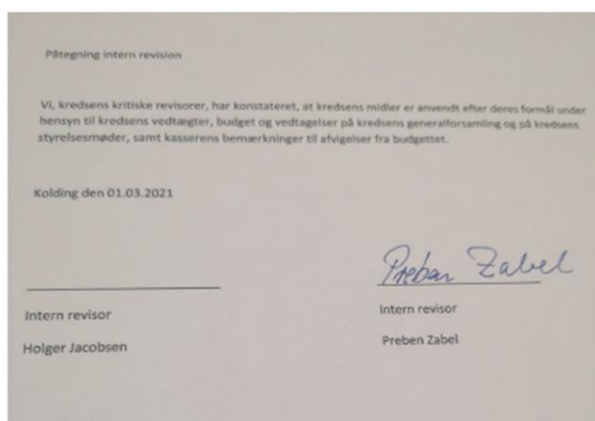 Påtegning intern revision
Vi, kredsens kritiske revisorer, har konstateret, at kredsens midler er anvendt efter deres formål under
hensyn til kredsens vedtægter, budget og vedtagelser på kredsens generalforsamling og på kredsens
styrelsesmøder, samt kasserens bemærkninger til afvigelser fra budgettet.
Kolding den 01.03.2021
Preben Zabel
Intern revisor
Holger Jacobsen
Intern revisor
Preben Zabel